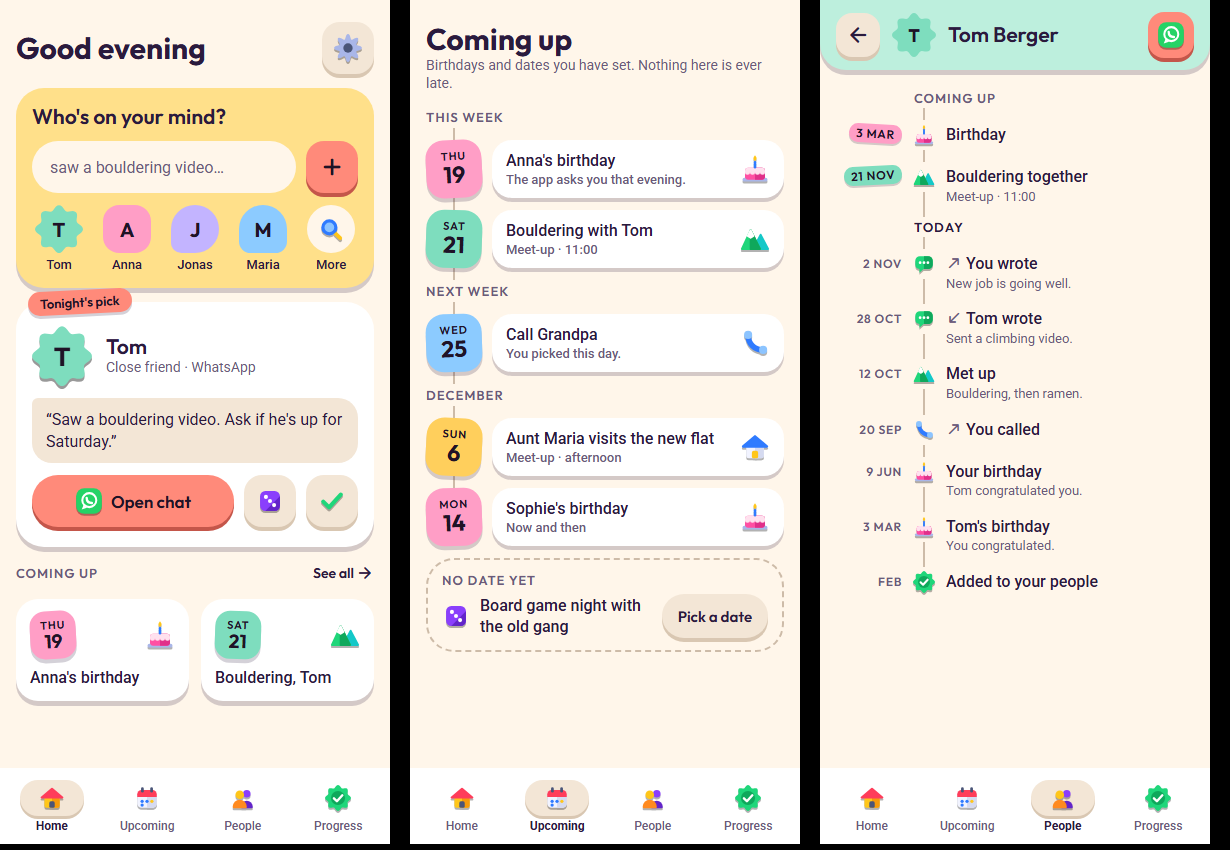 Good evening
Who's on your mind?
saw a bouldering video…
T
A
J
M
Tom
Anna
Jonas
Maria
More
Tonight's pick
T
Tom
Close friend · WhatsApp
“Saw a bouldering video. Ask if he's up for
Saturday.”
Open chat
COMING UP
See all →
THU
19
Anna's birthday
SAT
21
Bouldering, Tom
Home
Upcoming
People
Progress
Coming up
Birthdays and dates you have set. Nothing here is ever
late.
THIS WEEK
THU
19
Anna's birthday
The app asks you that evening.
SAT
21
Bouldering with Tom
Meet-up · 11:00
NEXT WEEK
WED
25
Call Grandpa
You picked this day.
DECEMBER
SUN
6
Aunt Maria visits the new flat
Meet-up · afternoon
MON
14
Sophie's birthday
Now and then
NO DATE YET
Board game night with
the old gang
Pick a date
Home
Upcoming
People
Progress
T
Tom Berger
COMING UP
3 MAR
Birthday
21 NOV
Bouldering together
Meet-up · 11:00
TODAY
2 NOV
↗ You wrote
New job is going well.
28 OCT
↙ Tom wrote
Sent a climbing video.
12 OCT
Met up
Bouldering, then ramen.
20 SEP
↗ You called
9 JUN
Your birthday
Tom congratulated you.
3 MAR
Tom's birthday
You congratulated.
FEB
Added to your people
Home
Upcoming
People
Progress